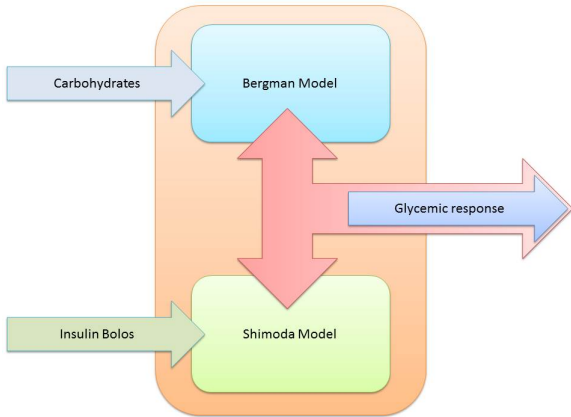 Carbohydrates
Bergman Model
Glycemic response
Insulin Bolos
Shimoda Model